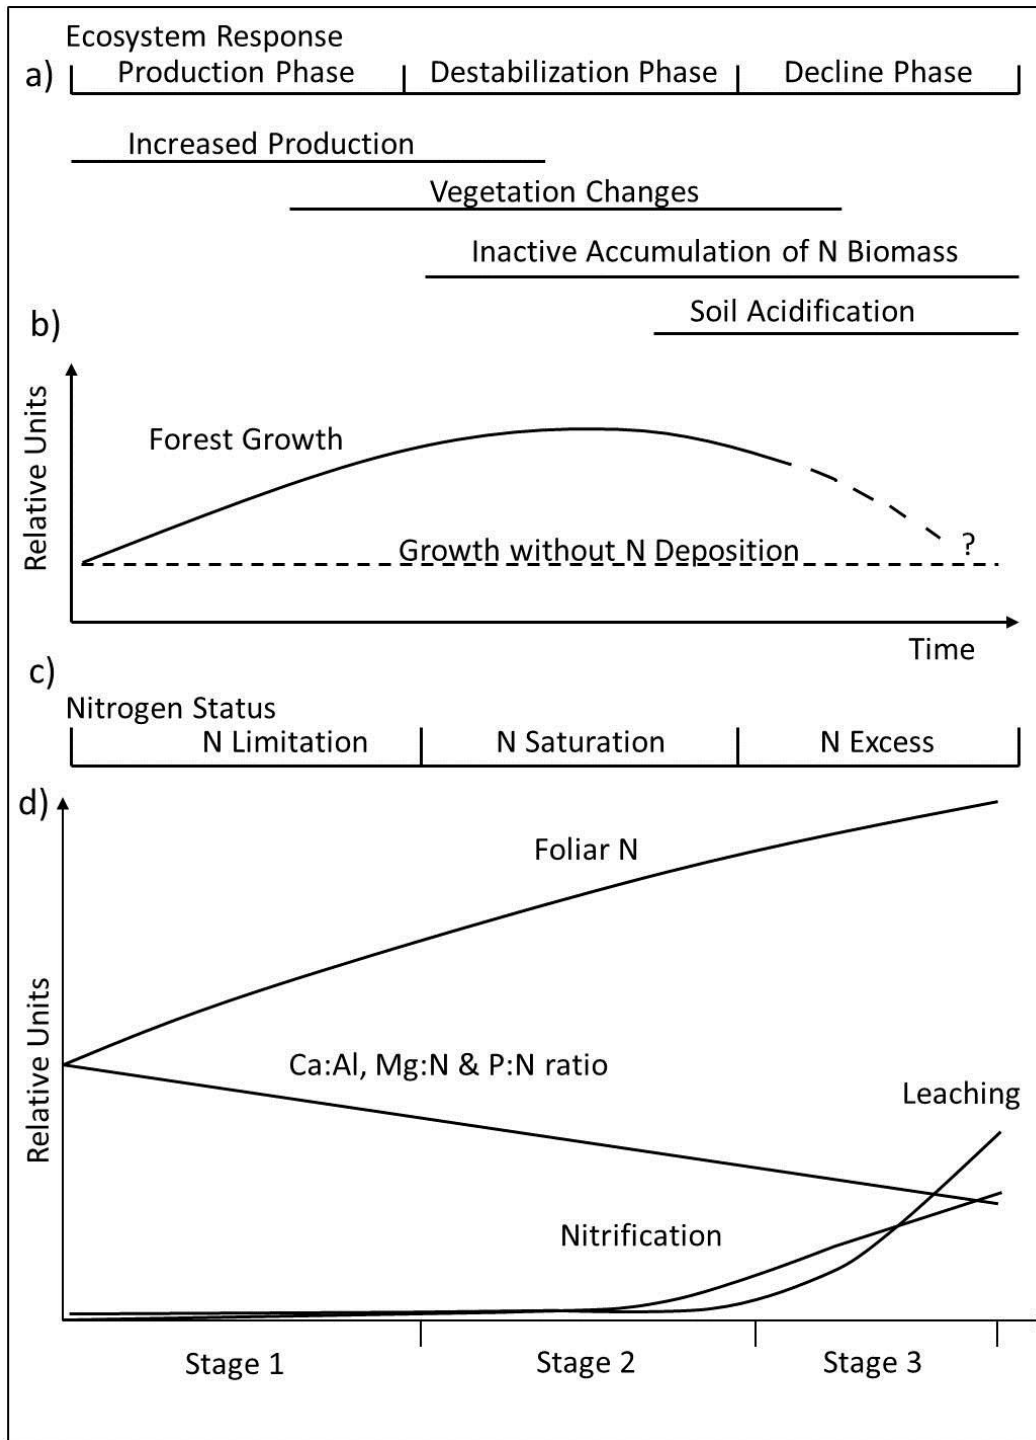 Ecosystem Response
a) Production Phase Destabilization Phase Decline Phase
Increased Production
Vegetation Changes
Inactive Accumulation of N Biomass
Soil Acidification
b)
Relative Units
Forest Growth
Growth without N Deposition ?
Time
c)
Nitrogen Status
N Limitation N Saturation N Excess
d)
Foliar N
Relative Units
Ca:Al, Mg:N & P:N ratio
Leaching
Nitrification
Stage 1 Stage 2 Stage 3